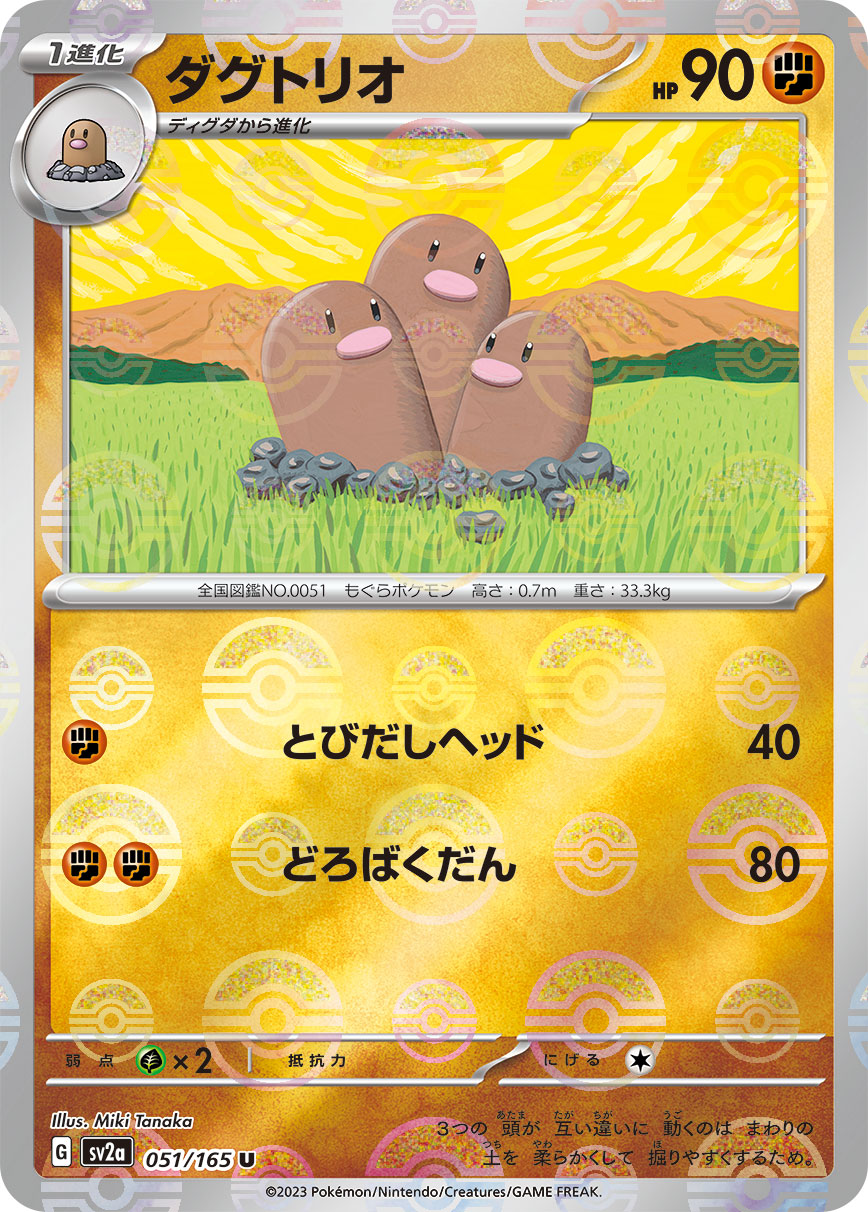 1進化
ダグトリオ
HP90
ディグダから進化
全国図鑑NO.0051 もぐらポケモン 高さ:0.7m 重さ:33.3kg
とびだしヘッド 40
どろばくだん 80
弱点 ×2 抵抗力 にげる
Illus. Miki Tanaka
G sv2a 051/165 U
3つの 頭が 互い違いに 動くのは まわりの
土を 柔らかくして 掘りやすくするため。
©2023 Pokémon/Nintendo/Creatures/GAME FREAK.